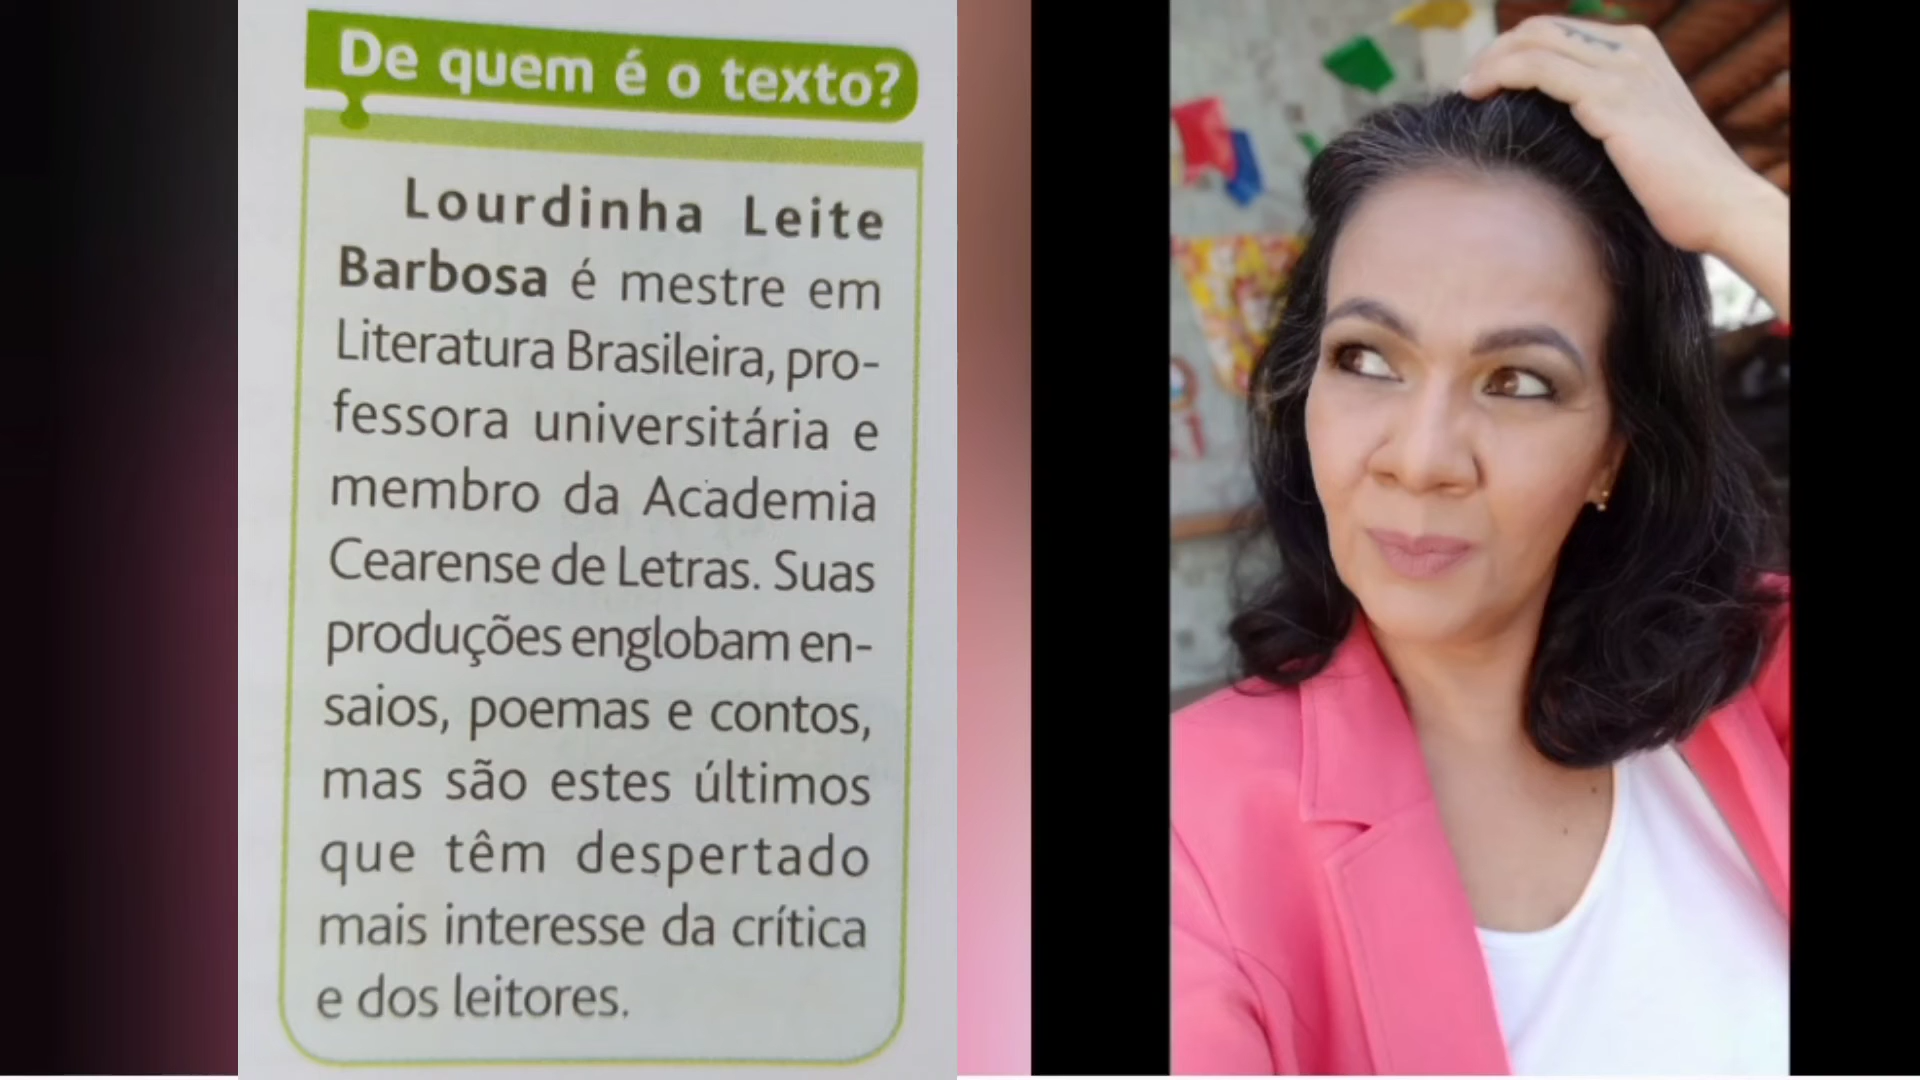 De quem é o texto?
Lourdinha Leite
Barbosa é mestre em
Literatura Brasileira, pro-
fessora universitária e
membro da Academia
Cearense de Letras. Suas
produções englobam en-
saios, poemas e contos,
mas são estes últimos
que têm despertado
mais interesse da crítica
e dos leitores.